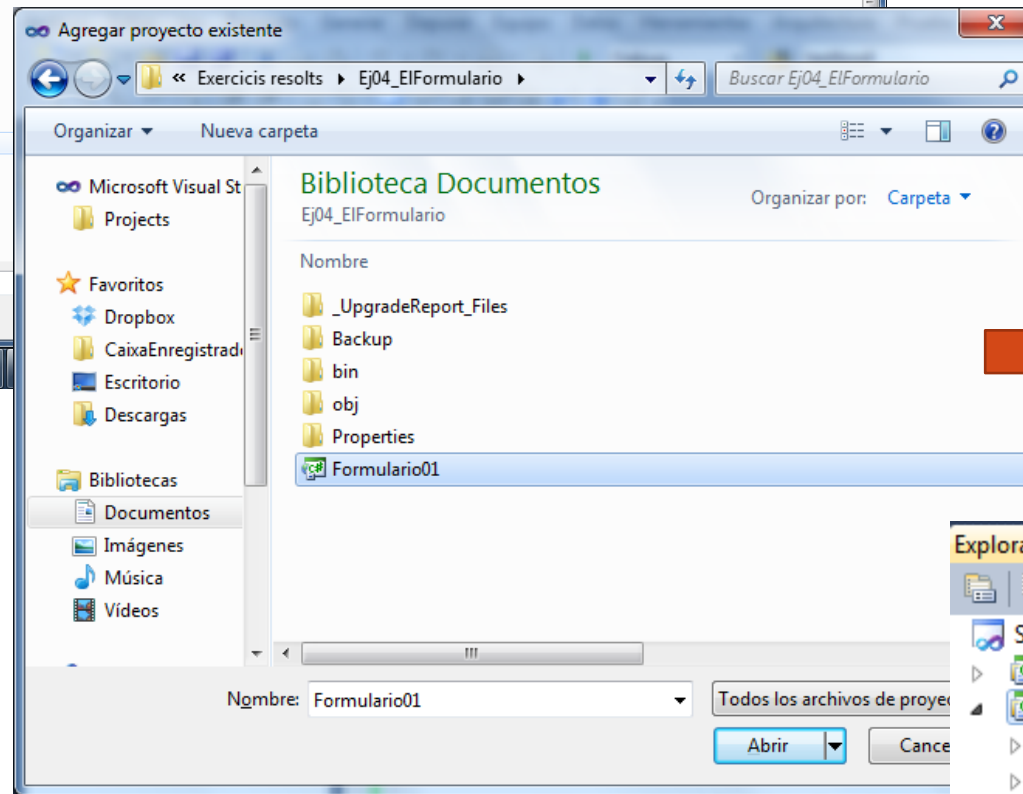 Agregar proyecto existente
« Exercicis resolts Ej04_ElFormulario
Buscar Ej04_ElFormulario
Organizar Nueva carpeta
Microsoft Visual St
Projects
Favoritos
Dropbox
CaixaEnregistrad
Escritorio
Descargas
Bibliotecas
Documentos
Imágenes
Música
Vídeos
Biblioteca Documentos
Ej04_ElFormulario
Organizar por: Carpeta
Nombre
_UpgradeReport_Files
Backup
bin
obj
Properties
Formulario01
Nombre: Formulario01
Todos los archivos de proyec
Abrir
Cance
Explora
S